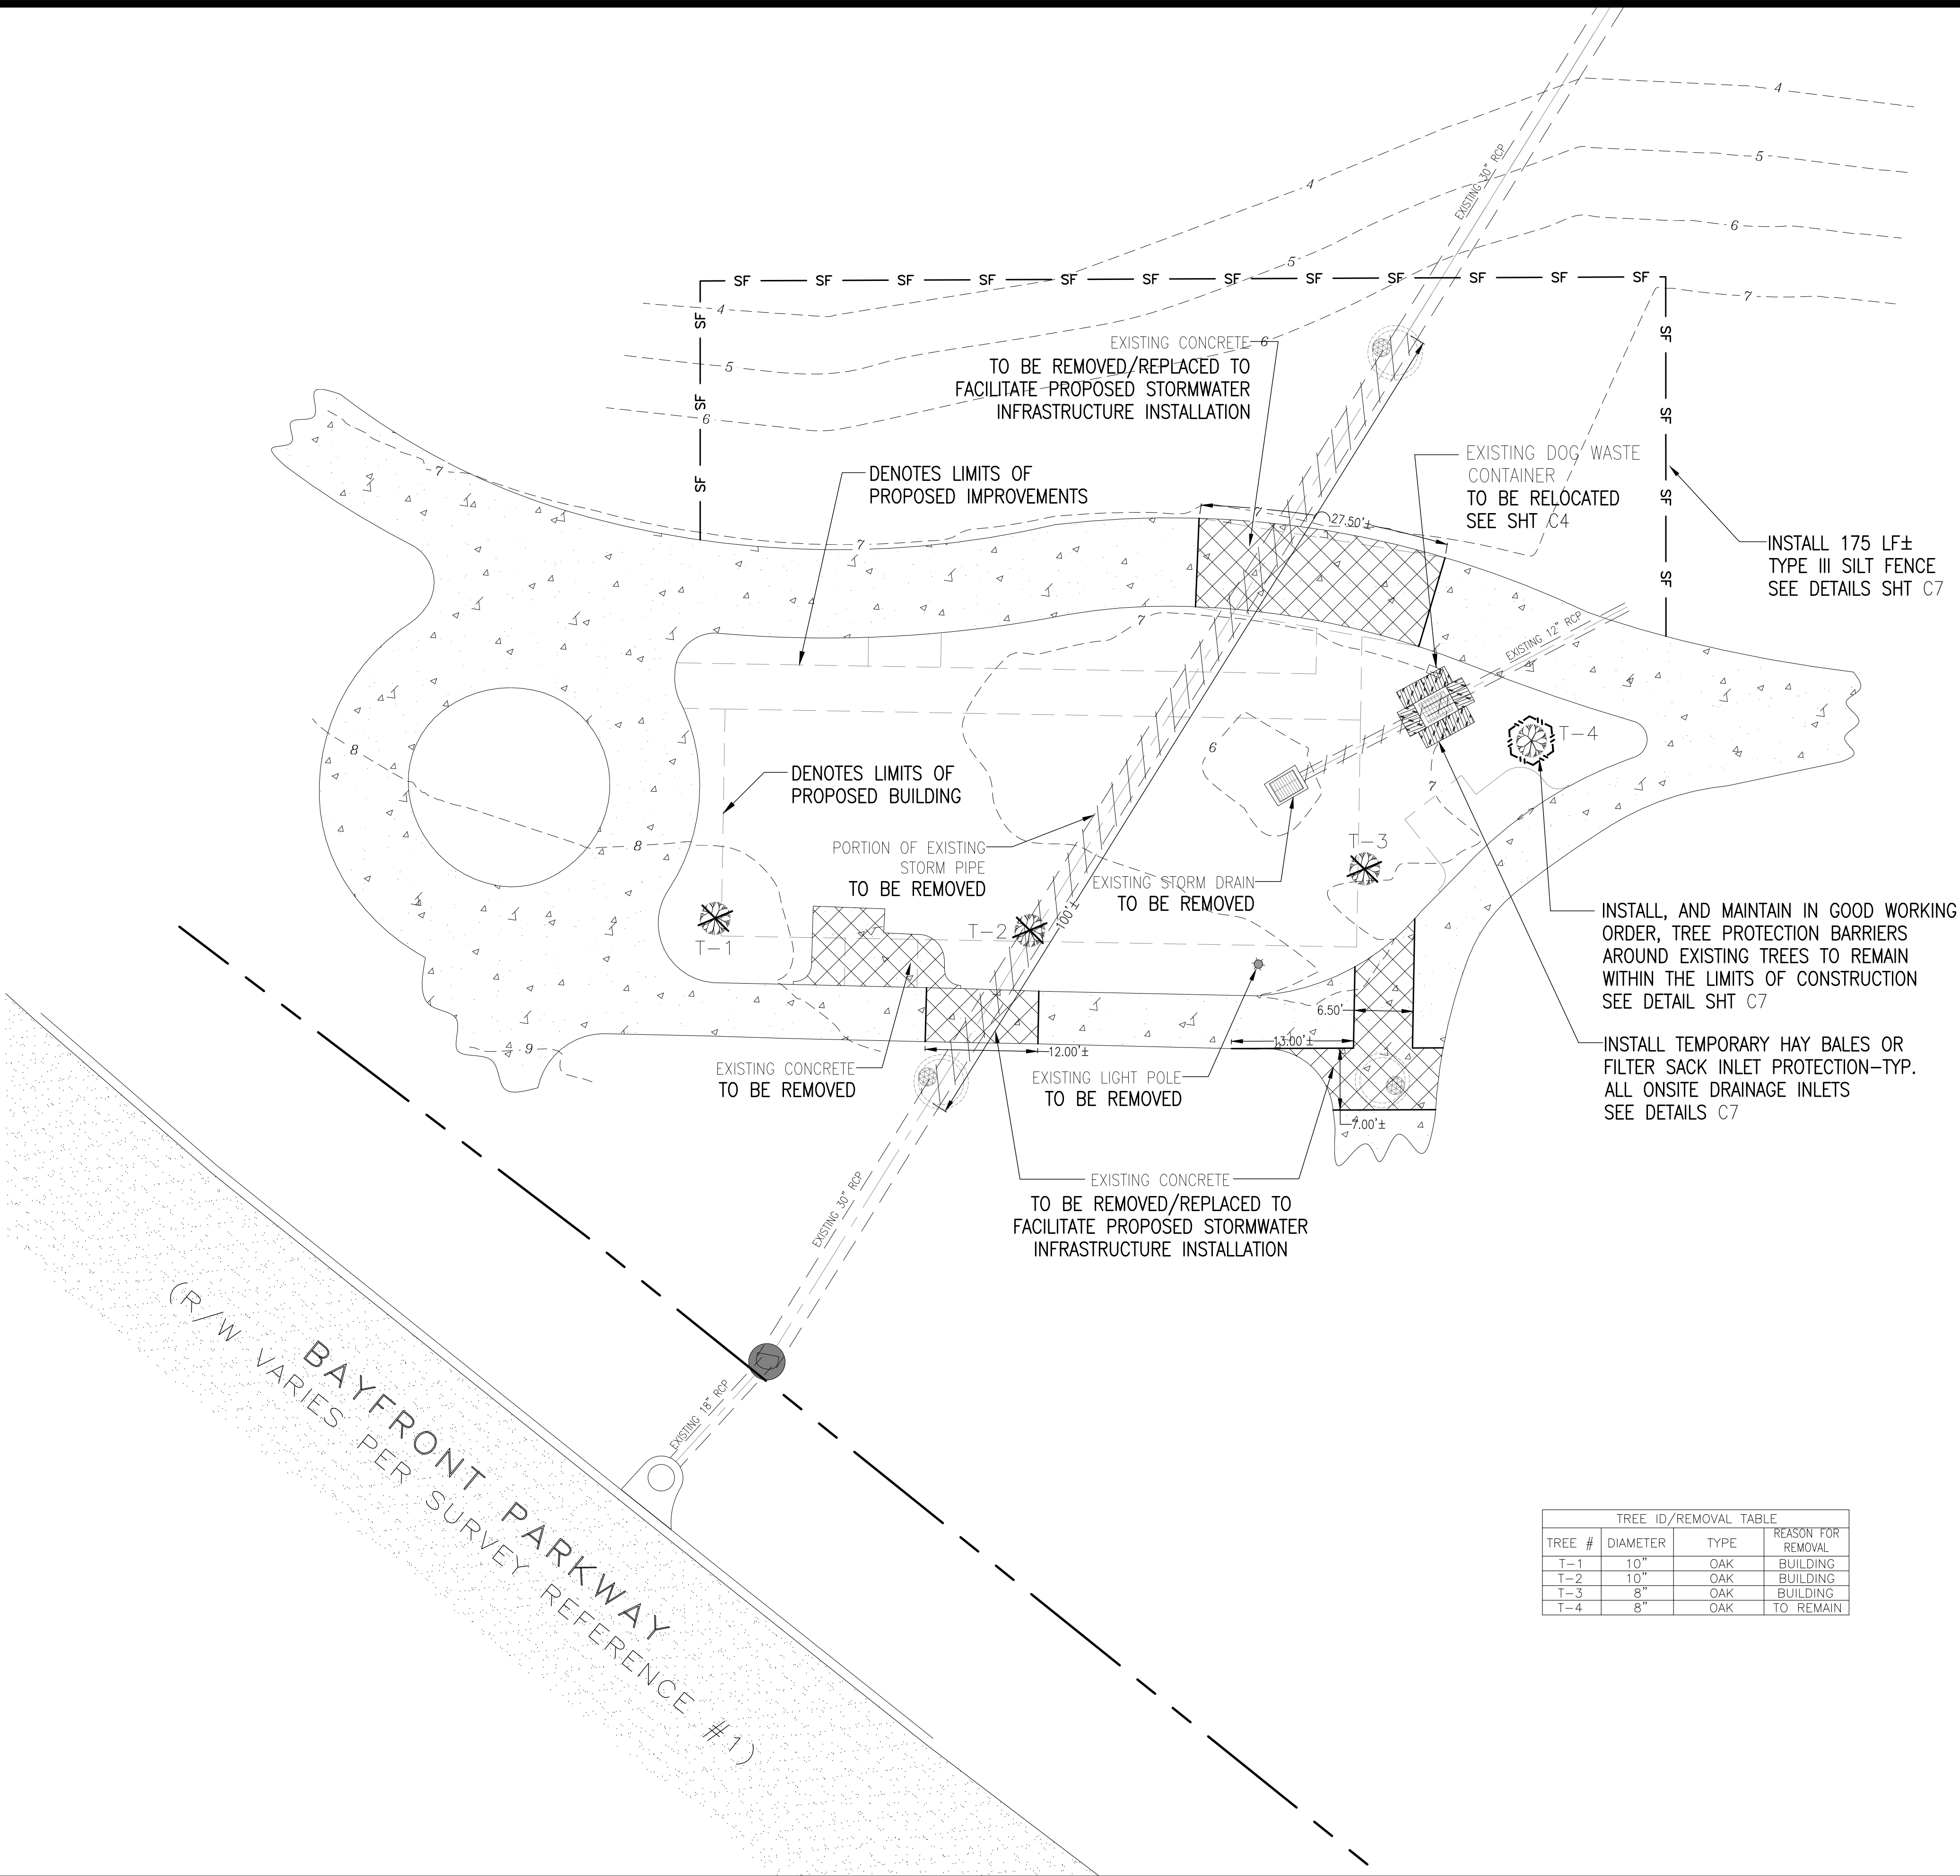 4
4
EXISTING 30" RCP
5
5
6
6
7
SF SF SF SF SF SF SF SF SF SF SF SF
4
5
6
SF
SF
SF
SF
SF
SF
SF
EXISTING CONCRETE
TO BE REMOVED/REPLACED TO
FACILITATE PROPOSED STORMWATER
INFRASTRUCTURE INSTALLATION
DENOTES LIMITS OF
PROPOSED IMPROVEMENTS
EXISTING DOG WASTE
CONTAINER
TO BE RELOCATED
SEE SHT C4
7
7
7
27.50'±
INSTALL 175 LF±
TYPE III SILT FENCE
SEE DETAILS SHT C7
7
EXISTING 12" RCP
6
T-4
7
8
8
DENOTES LIMITS OF
PROPOSED BUILDING
PORTION OF EXISTING
STORM PIPE
TO BE REMOVED
EXISTING STORM DRAIN
TO BE REMOVED
T-3
T-1
T-2
100'±
INSTALL, AND MAINTAIN IN GOOD WORKING
ORDER, TREE PROTECTION BARRIERS
AROUND EXISTING TREES TO REMAIN
WITHIN THE LIMITS OF CONSTRUCTION
SEE DETAIL SHT C7
6.50'
13.00'±
12.00'±
9
EXISTING CONCRETE
TO BE REMOVED
EXISTING LIGHT POLE
TO BE REMOVED
INSTALL TEMPORARY HAY BALES OR
FILTER SACK INLET PROTECTION-TYP.
ALL ONSITE DRAINAGE INLETS
SEE DETAILS C7
7.00'±
EXISTING CONCRETE
TO BE REMOVED/REPLACED TO
FACILITATE PROPOSED STORMWATER
INFRASTRUCTURE INSTALLATION
EXISTING 30" RCP
EXISTING 18" RCP
BAYFRONT PARKWAY
(R/W VARIES PER SURVEY REFERENCE #1)
TREE ID/REMOVAL TABLE
TREE # DIAMETER TYPE REASON FOR REMOVAL
T-1 10" OAK BUILDING
T-2 10" OAK BUILDING
T-3 8" OAK BUILDING
T-4 8" OAK TO REMAIN